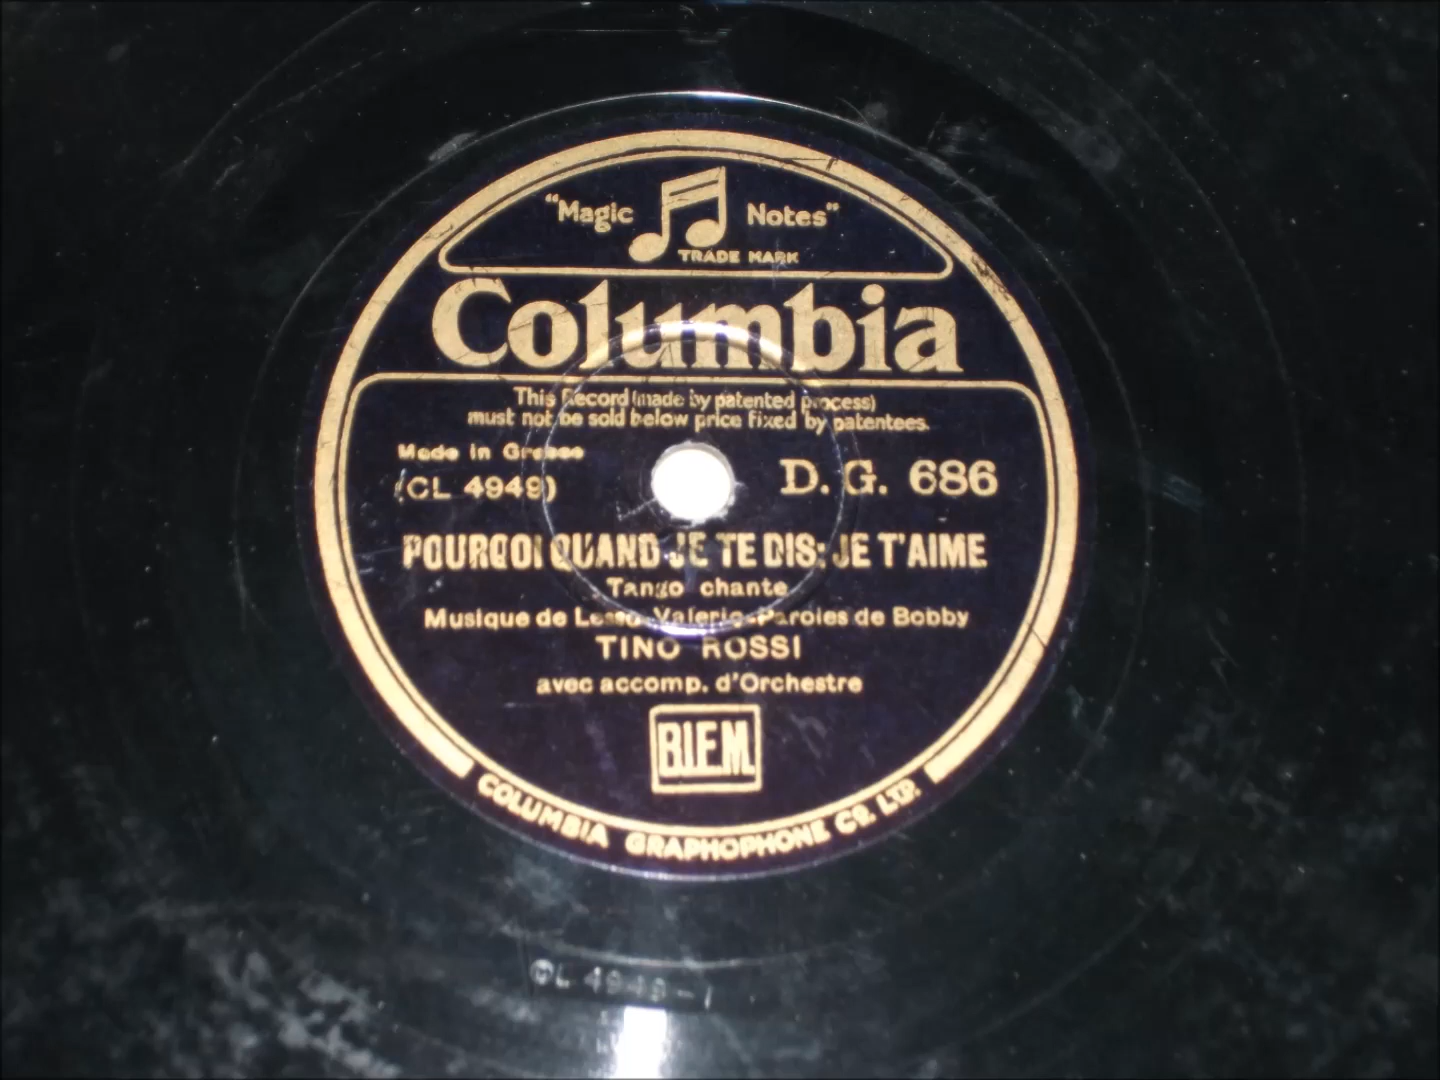 "Magic Notes"
TRADE MARK
Columbia
This Record (made by patented process)
must not be sold below price fixed by patentees.
Made in Greece
(CL 4949) D. G. 686
POURQOI QUAND JE TE DIS: JE T'AIME
Tango chante
Musique de Lesso-Valerio-Paroles de Bobby
TINO ROSSI
avec accomp. d'Orchestre
B.I.E.M.
COLUMBIA GRAPHOPHONE CO. LTD.
CL 4949-1